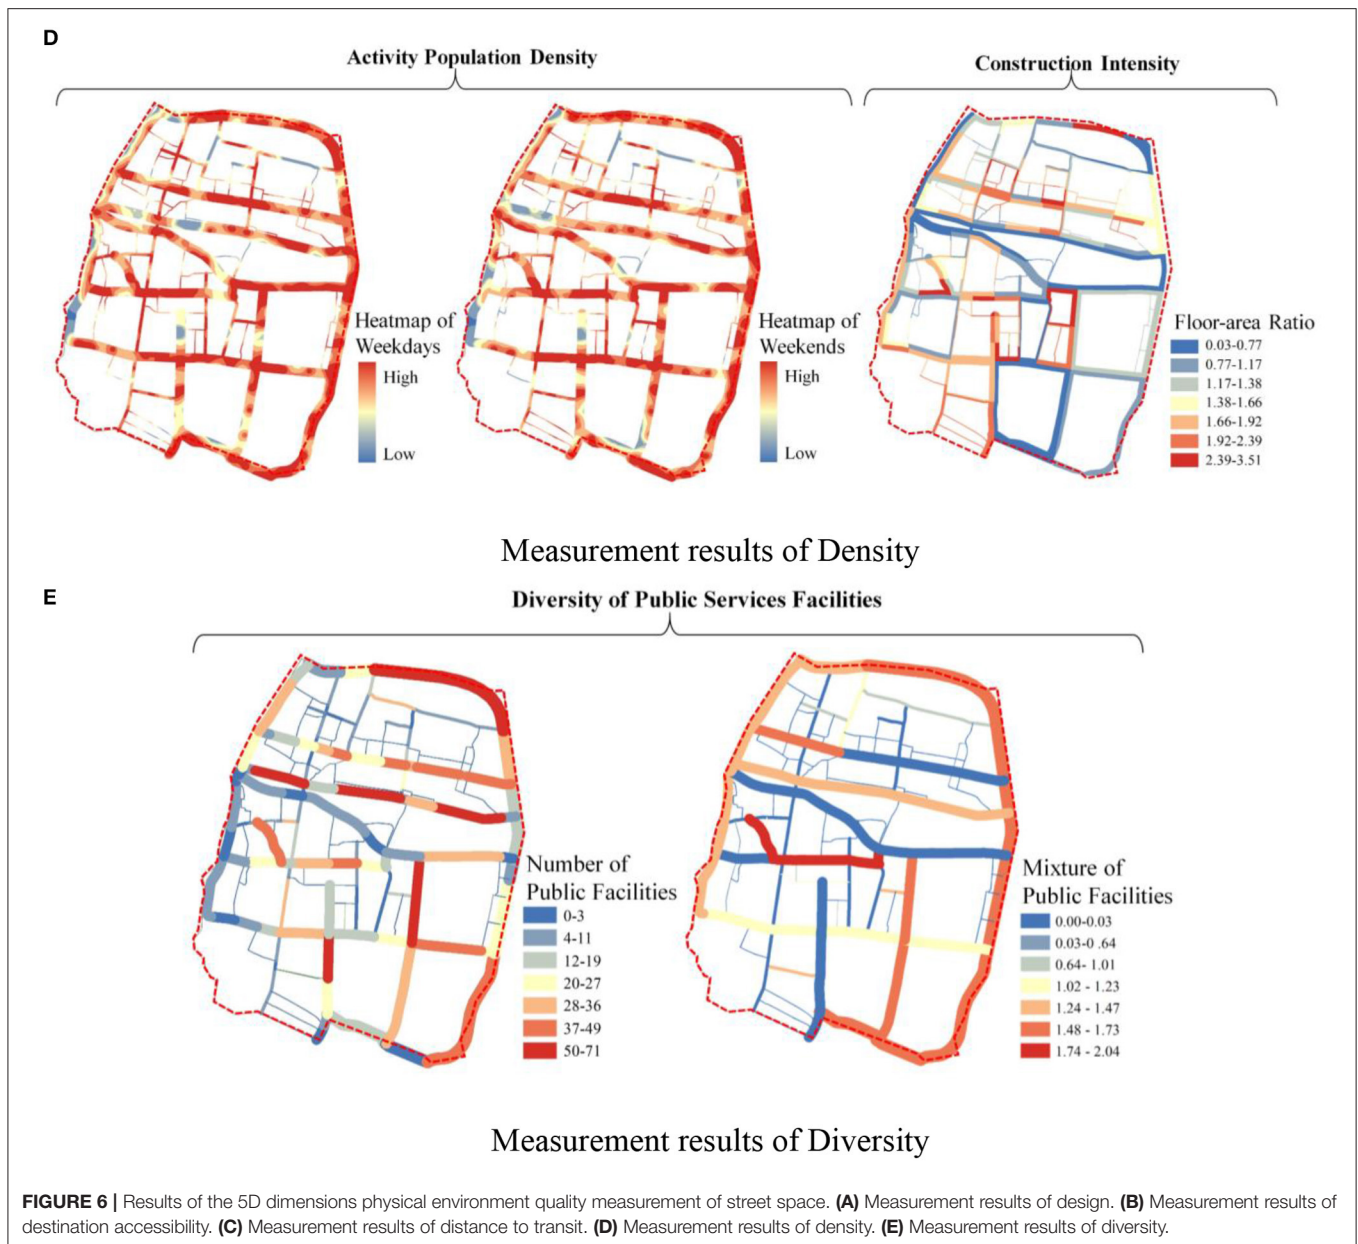 D
Activity Population Density
Construction Intensity
Heatmap of
Weekdays
High
Low
Heatmap of
Weekends
High
Low
Floor-area Ratio
0.03-0.77
0.77-1.17
1.17-1.38
1.38-1.66
1.66-1.92
1.92-2.39
2.39-3.51
Measurement results of Density
E
Diversity of Public Services Facilities
Number of
Public Facilities
0-3
4-11
12-19
20-27
28-36
37-49
50-71
Mixture of
Public Facilities
0.00-0.03
0.03-0 .64
0.64- 1.01
1.02 - 1.23
1.24 - 1.47
1.48 - 1.73
1.74 - 2.04
Measurement results of Diversity
FIGURE 6 | Results of the 5D dimensions physical environment quality measurement of street space. (A) Measurement results of design. (B) Measurement results of
destination accessibility. (C) Measurement results of distance to transit. (D) Measurement results of density. (E) Measurement results of diversity.